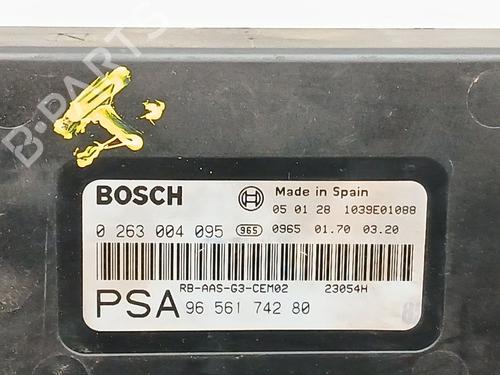 B-PARTS
BOSCH Made in Spain
05 01 28 1039E01088
0 263 004 095 965 0965 01.70 03.20
RB-AAS-G3-CEM02 23054H
PSA 96 561 742 80